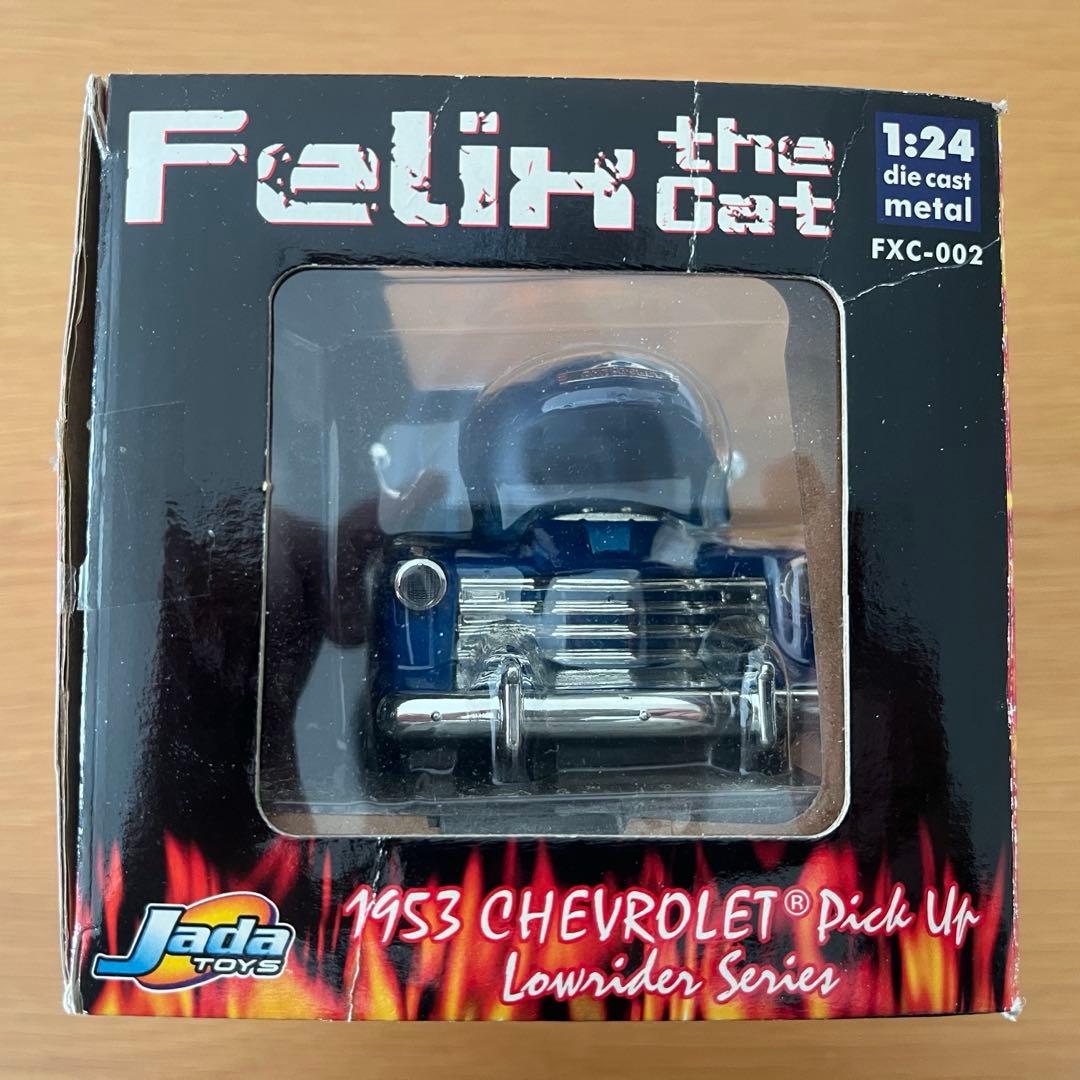 Felix the Cat
1:24
die cast
metal
FXC-002
Jada
TOYS
1953 CHEVROLET® Pick Up
Lowrider Series